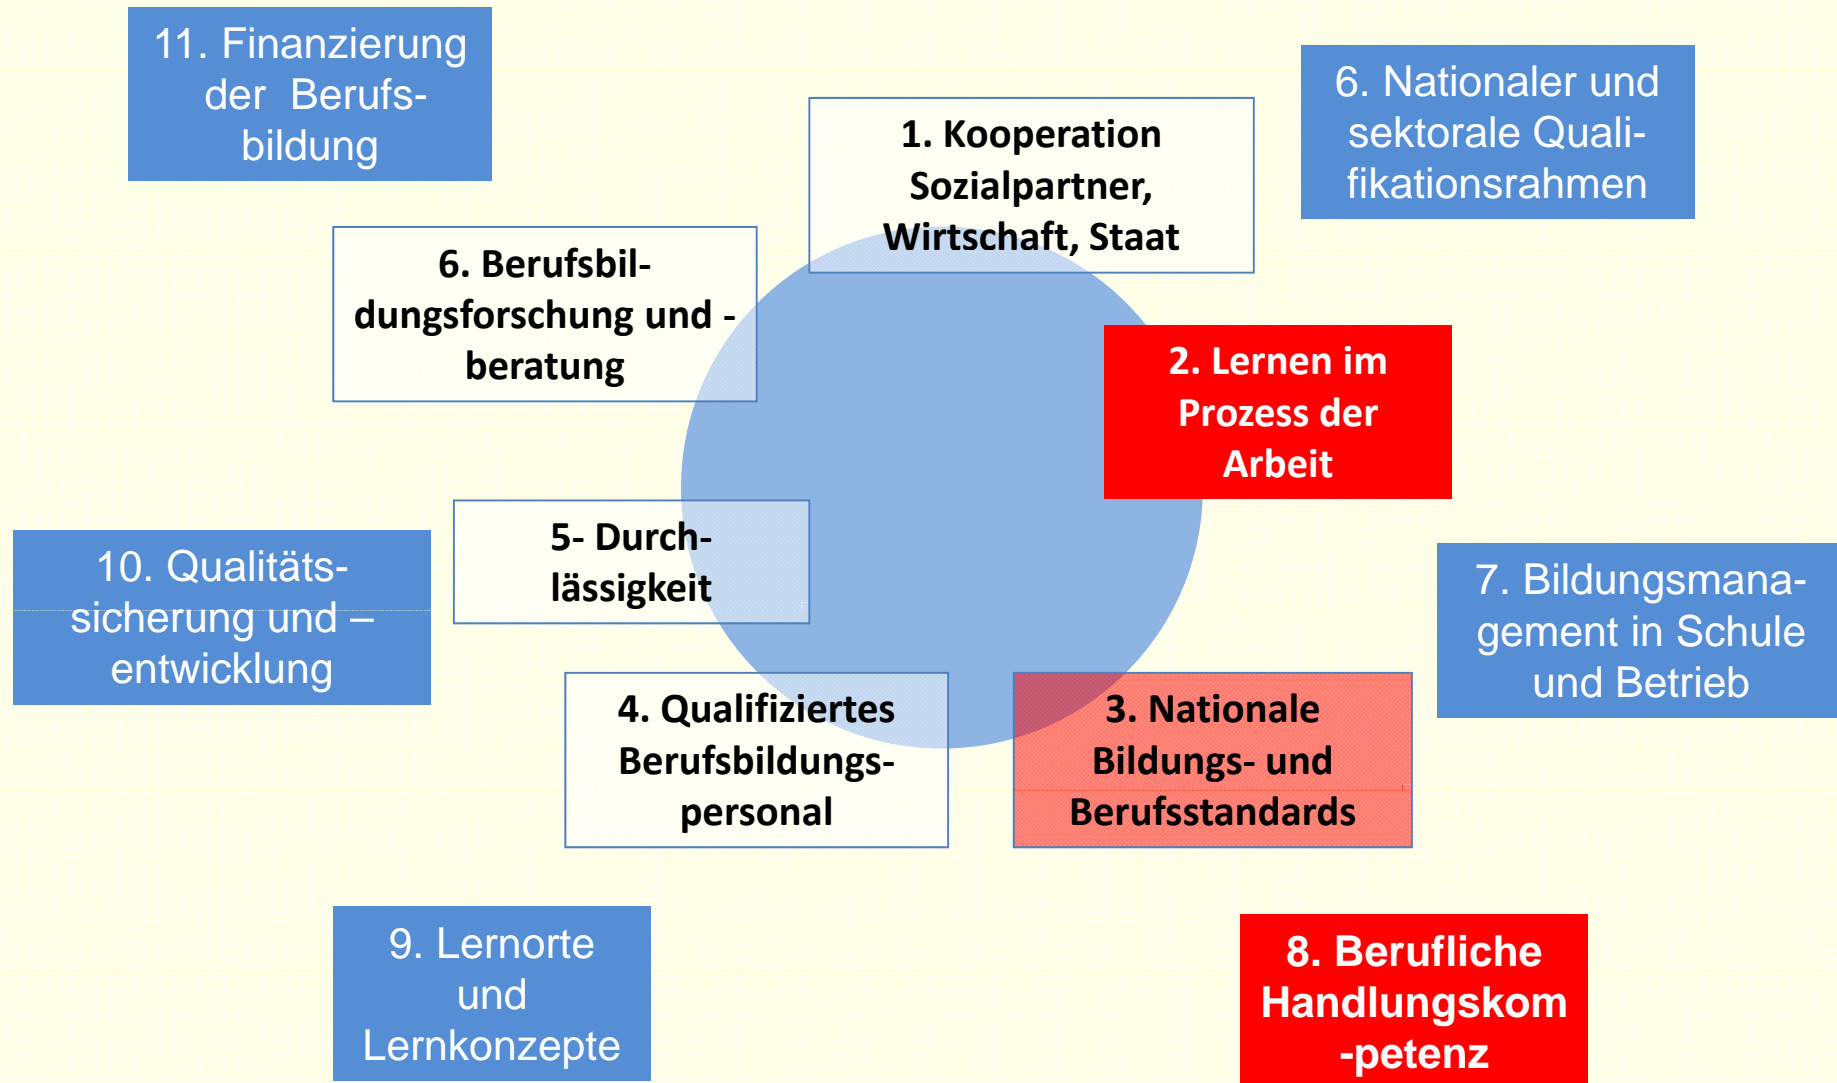 11. Finanzierung
der Berufs-
bildung
6. Nationaler und
sektorale Quali-
fikationsrahmen
1. Kooperation
Sozialpartner,
Wirtschaft, Staat
6. Berufsbil-
dungsforschung und -
beratung
2. Lernen im
Prozess der
Arbeit
5- Durch-
lässigkeit
10. Qualitäts-
sicherung und –
entwicklung
7. Bildungsmana-
gement in Schule
und Betrieb
4. Qualifiziertes
Berufsbildungs-
personal
3. Nationale
Bildungs- und
Berufsstandards
9. Lernorte
und
Lernkonzepte
8. Berufliche
Handlungskom
-petenz